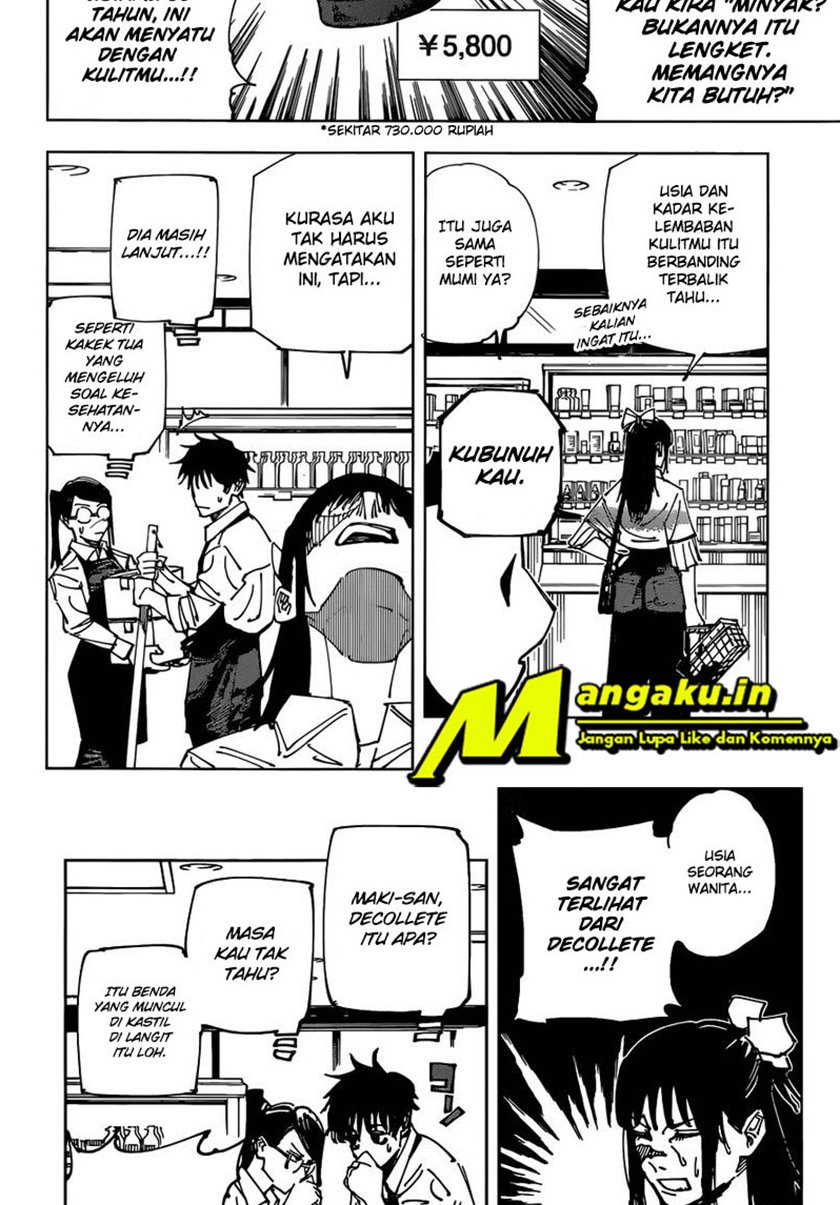 KAU KIRA "MINYAK?
BUKANNYA ITU
LENGKET.
MEMANGNYA
KITA BUTUH?"
¥5,800
TAHUN, INI
AKAN MENYATU
DENGAN
KULITMU...!!
*SEKITAR 730.000 RUPIAH
USIA DAN
KADAR KE-
LEMBABAN
KULITMU ITU
BERBANDING
TERBALIK
TAHU...
SEBAIKNYA
KALIAN
INGAT ITU...
ITU JUGA
SAMA
SEPERTI
MUMI YA?
KUBUNUH
KAU.
KURASA AKU
TAK HARUS
MENGATAKAN
INI, TAPI...
DIA MASIH
LANJUT...!!
SEPERTI
KAKEK TUA
YANG
MENGELUH
SOAL KE-
SEHATAN-
NYA...
Mangaku.in
Jangan Lupa Like dan Komennya
USIA
SEORANG
WANITA...
SANGAT
TERLIHAT
DARI
DECOLLETE
...!!
MAKI-SAN,
DECOLLETE
ITU APA?
MASA
KAU TAK
TAHU?
ITU BENDA
YANG MUNCUL
DI KASTIL
DI LANGIT
ITU LOH.